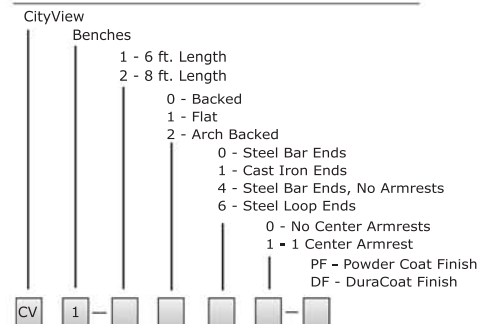 CityView
Benches
1 - 6 ft. Length
2 - 8 ft. Length
0 - Backed
1 - Flat
2 - Arch Backed
0 - Steel Bar Ends
1 - Cast Iron Ends
4 - Steel Bar Ends, No Armrests
6 - Steel Loop Ends
0 - No Center Armrests
1 - 1 Center Armrest
PF - Powder Coat Finish
DF - DuraCoat Finish
CV 1 - -